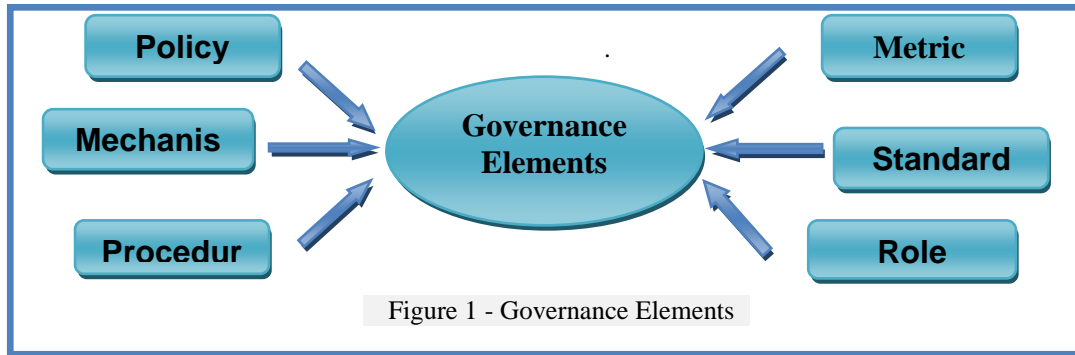 Policy
Mechanis
Procedur
.
Governance
Elements
Metric
Standard
Role
Figure 1 - Governance Elements